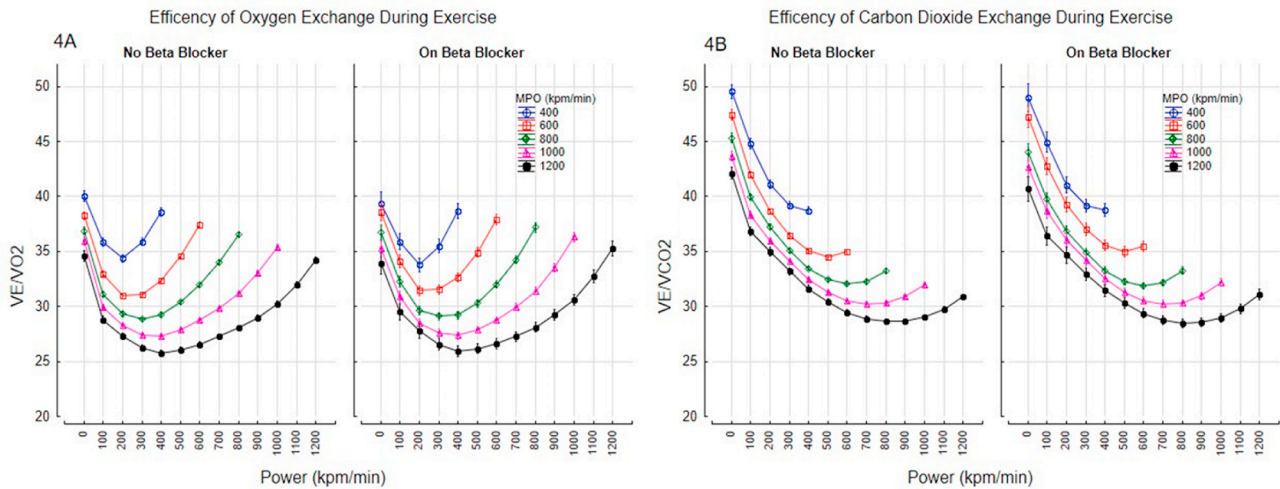 Efficency of Oxygen Exchange During Exercise
4A
No Beta Blocker
On Beta Blocker
MPO (kpm/min)
400
600
800
1000
1200
VE/VO2
50
45
40
35
30
25
20
0 100 200 300 400 500 600 700 800 900 1000 1100 1200
0 100 200 300 400 500 600 700 800 900 1000 1100 1200
Power (kpm/min)
Efficency of Carbon Dioxide Exchange During Exercise
4B
No Beta Blocker
On Beta Blocker
MPO (kpm/min)
400
600
800
1000
1200
VE/VCO2
50
45
40
35
30
25
20
0 100 200 300 400 500 600 700 800 900 1000 1100 1200
0 100 200 300 400 500 600 700 800 900 1000 1100 1200
Power (kpm/min)